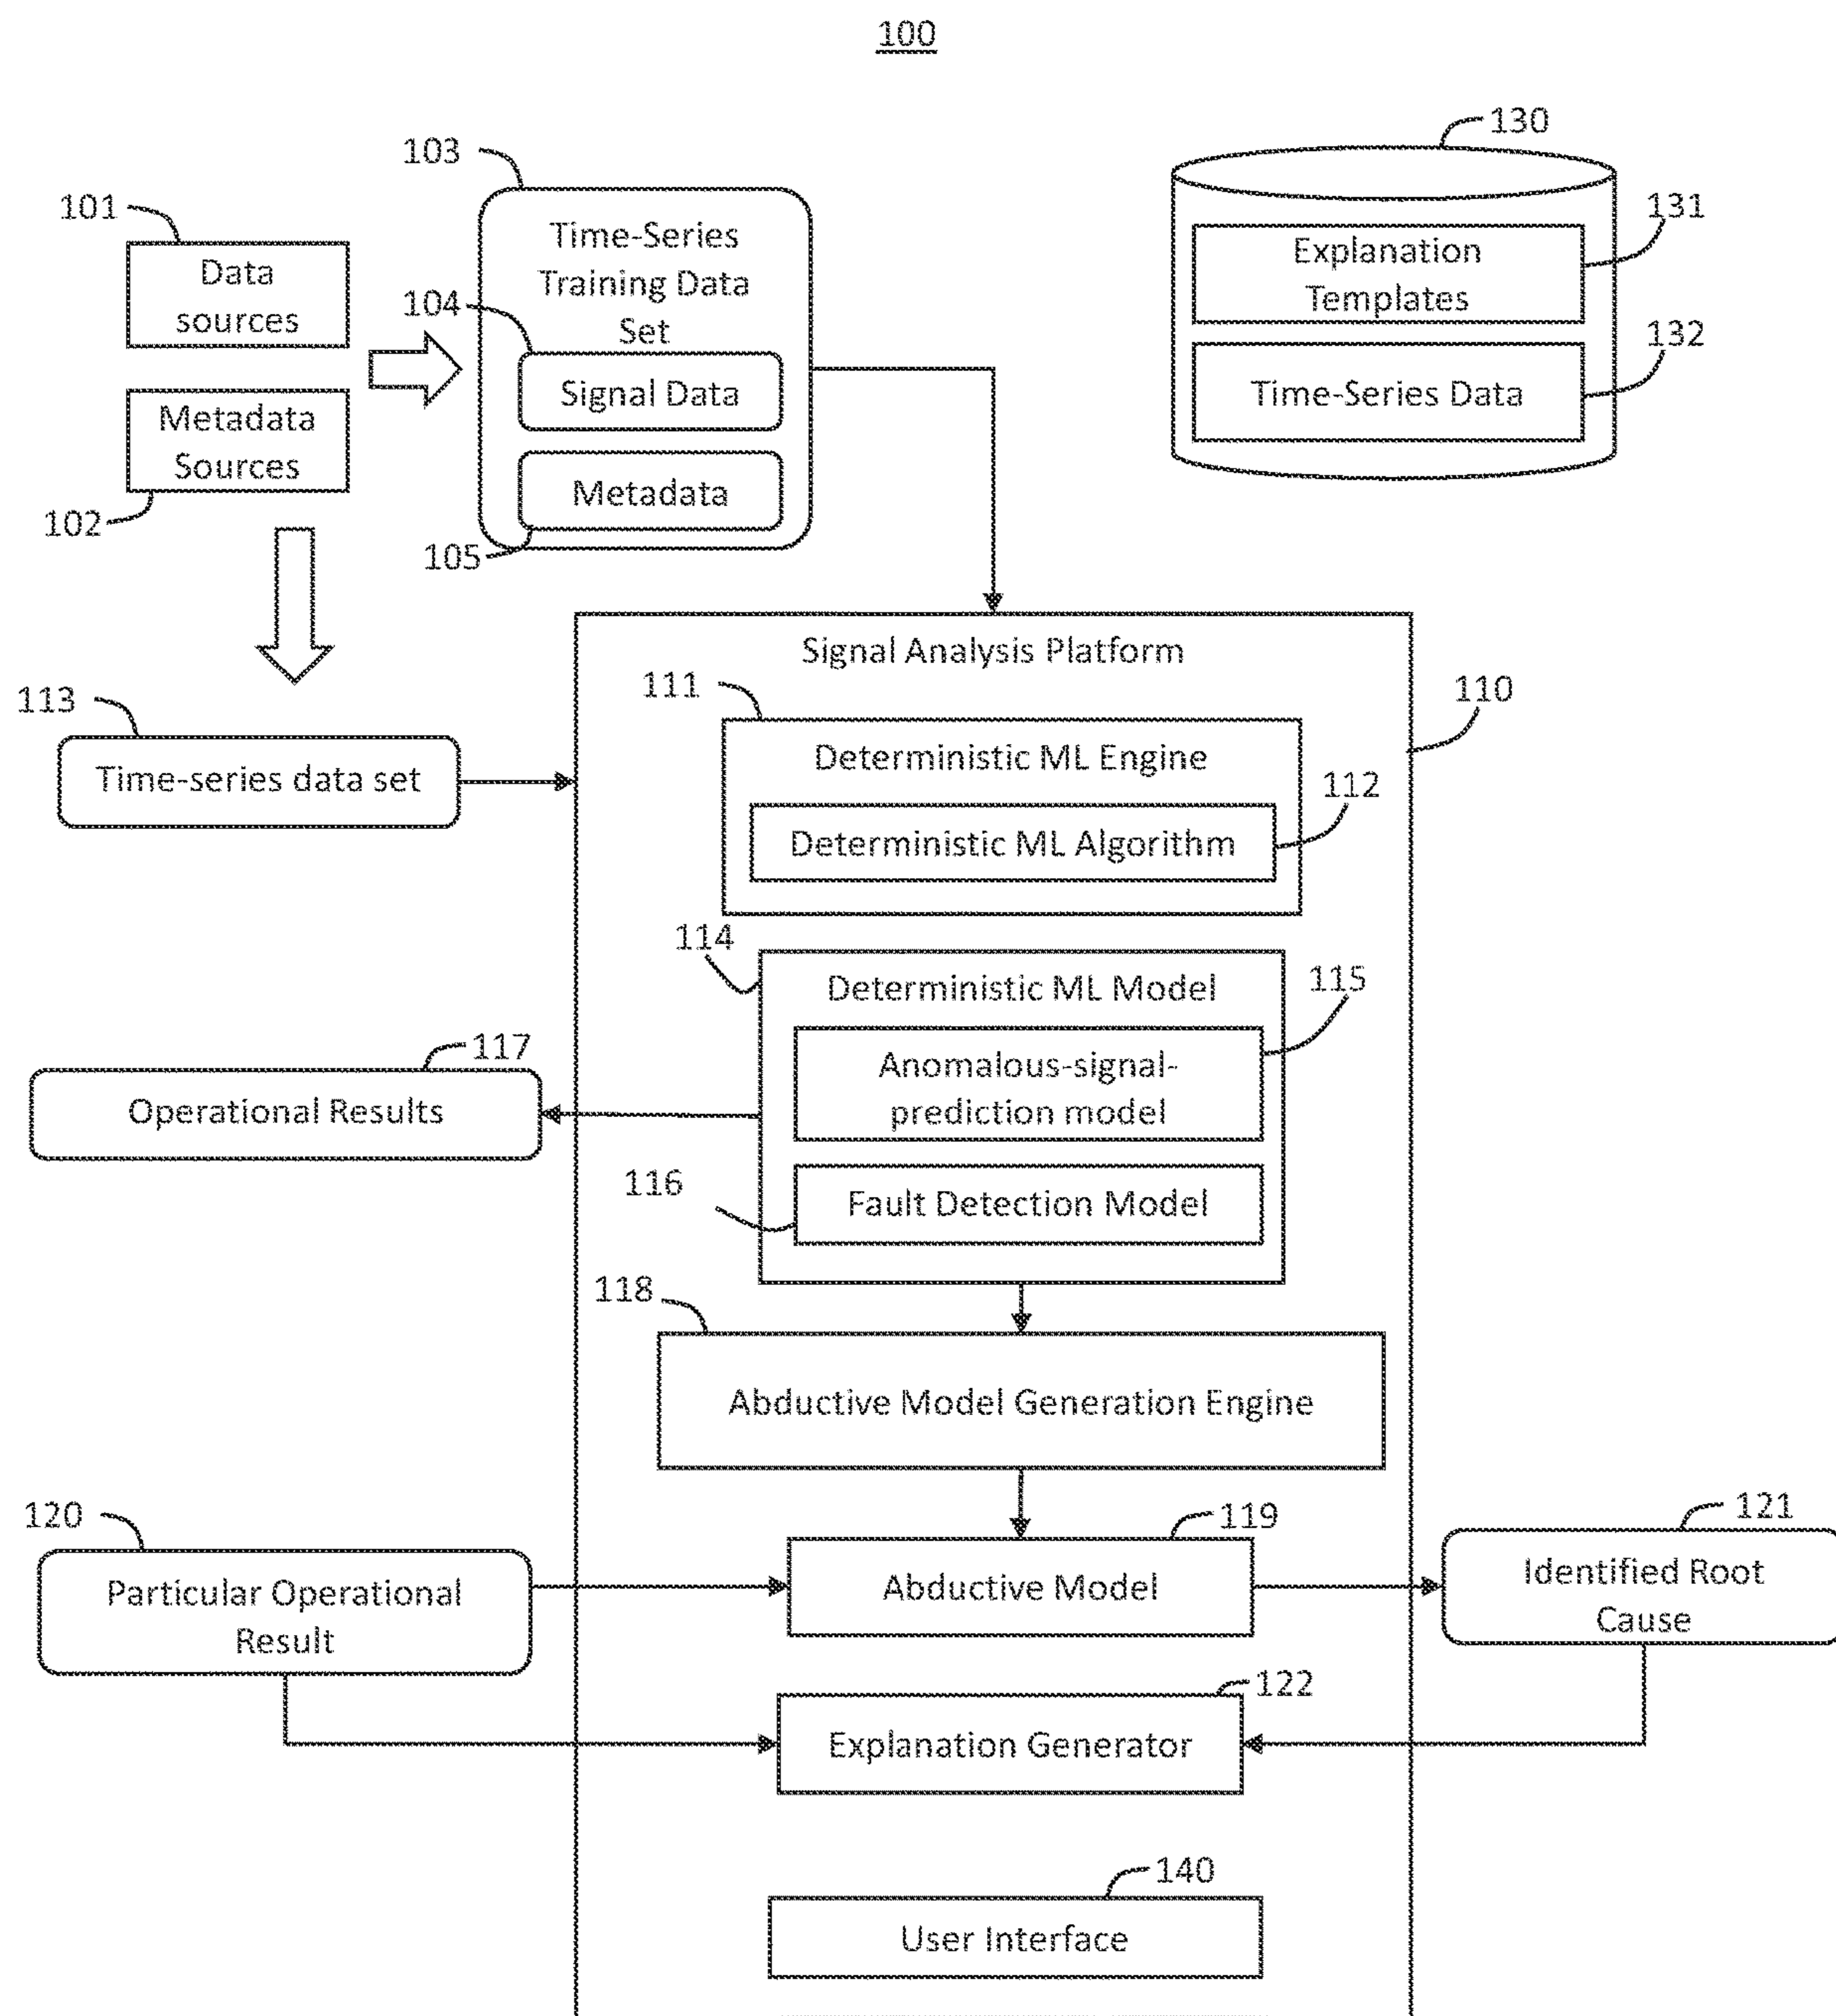 100
130
103
131
101
Time-Series
Training Data
Set
Explanation
Templates
Data
sources
104
132
Signal Data
Time-Series Data
Metadata
Sources
Metadata
102
105
Signal Analysis Platform
113
111
110
Time-series data set
Deterministic ML Engine
112
Deterministic ML Algorithm
114
115
Deterministic ML Model
117
Anomalous-signal-
prediction model
Operational Results
116
Fault Detection Model
118
Abductive Model Generation Engine
120
119
121
Particular Operational
Result
Abductive Model
Identified Root
Cause
122
Explanation Generator
140
User Interface